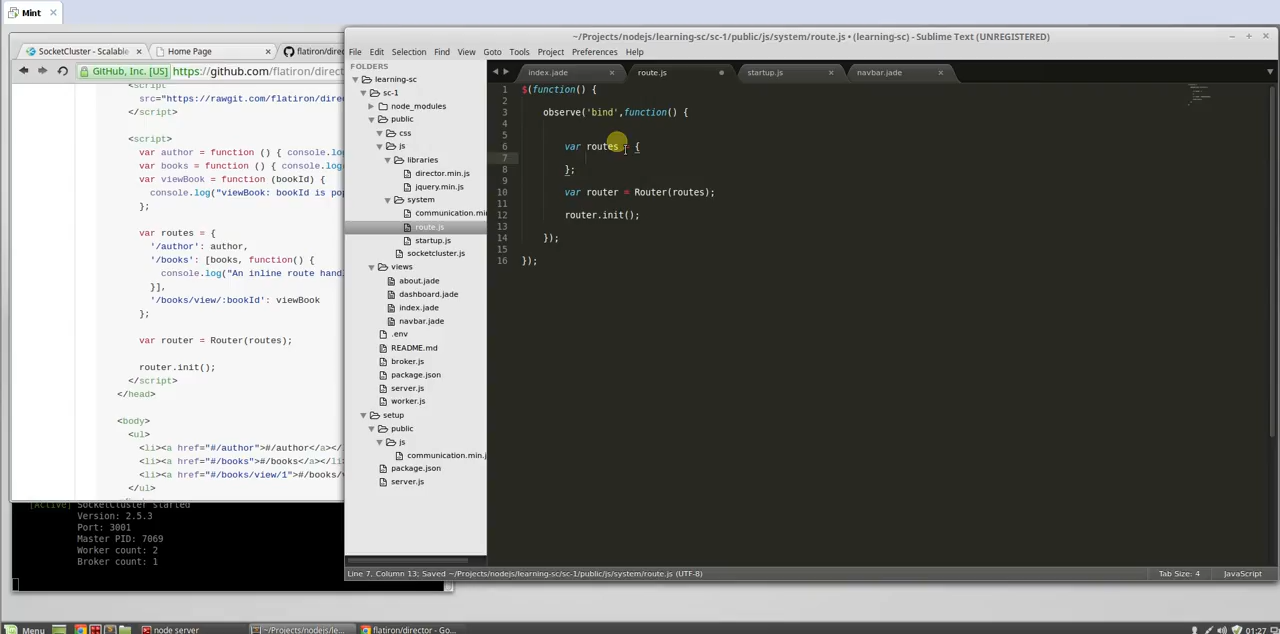 Mint
~/Projects/nodejs/learning-sc/sc-1/public/js/system/route.js • (learning-sc) - Sublime Text (UNREGISTERED)
SocketCluster - Scalable
Home Page
flatiron/director
File Edit Selection Find View Goto Tools Project Preferences Help
GitHub, Inc. [US] https://github.com/flatiron/direc
FOLDERS
index.jade
route.js
startup.js
navbar.jade
learning-sc
sc-1
node_modules
public
css
js
libraries
director.min.js
jquery.min.js
system
communication.min
route.js
startup.js
socketcluster.js
views
about.jade
dashboard.jade
index.jade
navbar.jade
.env
README.md
broker.js
package.json
server.js
worker.js
setup
public
js
communication.min.j
package.json
server.js
1 $(function() {
2
3 observe('bind',function() {
4
5
6 var routes = {
7
8 };
9
10 var router = Router(routes);
11
12 router.init();
13
14 });
15
16 });
<script
src="https://rawgit.com/flatiron/direc
</script>
<script>
var author = function () { console.log
var books = function () { console.log(
var viewBook = function (bookId) {
console.log("viewBook: bookId is pop
};
var routes = {
'/author': author,
'/books': [books, function() {
console.log("An inline route handl
}],
'/books/view/:bookId': viewBook
};
var router = Router(routes);
router.init();
</script>
</head>
<body>
<ul>
<li><a href="#/author">#/author</a></
<li><a href="#/books">#/books</a></li
<li><a href="#/books/view/1">#/books/v
</ul>
[Active] SocketCluster started
Version: 2.5.3
Port: 3001
Master PID: 7069
Worker count: 2
Broker count: 1
Line 7, Column 13; Saved ~/Projects/nodejs/learning-sc/sc-1/public/js/system/route.js (UTF-8)
Tab Size: 4
JavaScript
Menu
node server
~/Projects/nodejs/le...
flatiron/director - Go...
01:27